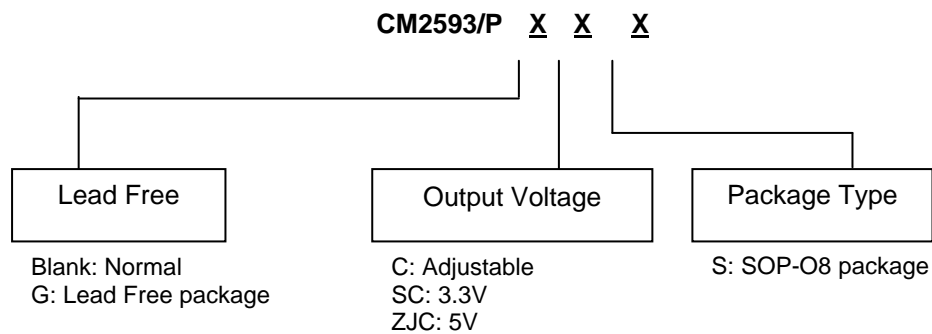 CM2593/P X X X
Lead Free
Output Voltage
Package Type
Blank: Normal
G: Lead Free package
C: Adjustable
SC: 3.3V
ZJC: 5V
S: SOP-O8 package